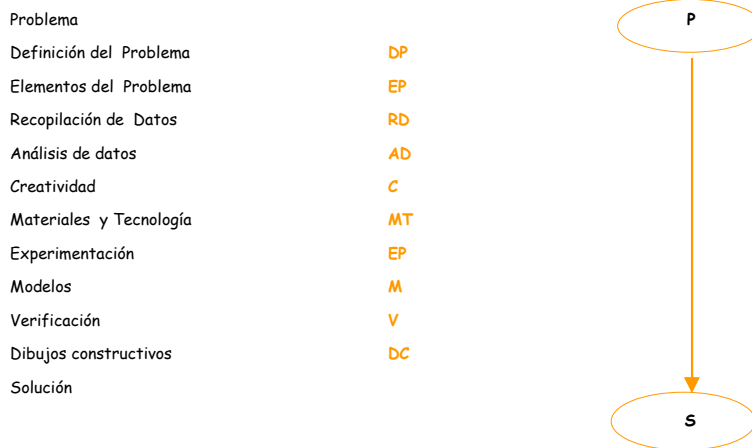 Problema P
Definición del Problema DP
Elementos del Problema EP
Recopilación de Datos RD
Análisis de datos AD
Creatividad C
Materiales y Tecnología MT
Experimentación EP
Modelos M
Verificación V
Dibujos constructivos DC
Solución
S